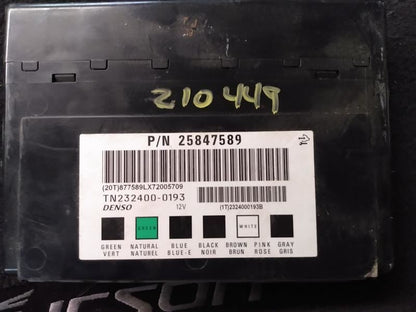 210449
P/N 25847589
(20T)877589LX72005709
TN232400-0193
DENSO 12V (1T)2324000193B
GREEN WHITE
GREEN NATURAL BLUE BLACK BROWN PINK GRAY
VERT NATUREL BLUE-E NOIR BRUN ROSE GRIS